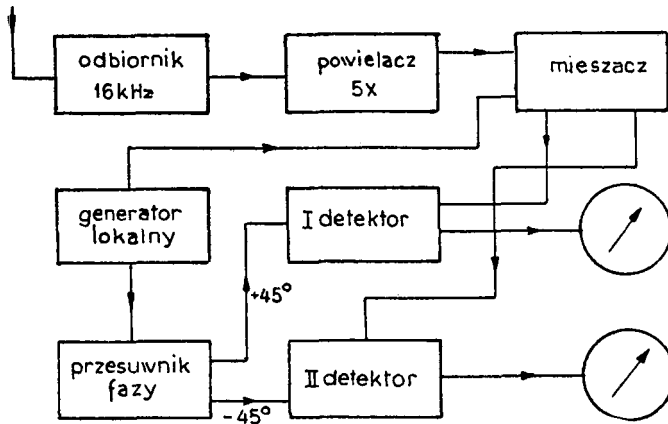 odbiornik
16kHz
powielacz
5X
mieszacz
generator
lokalny
I detektor
+45°
przesuwnik
fazy
-45°
II detektor